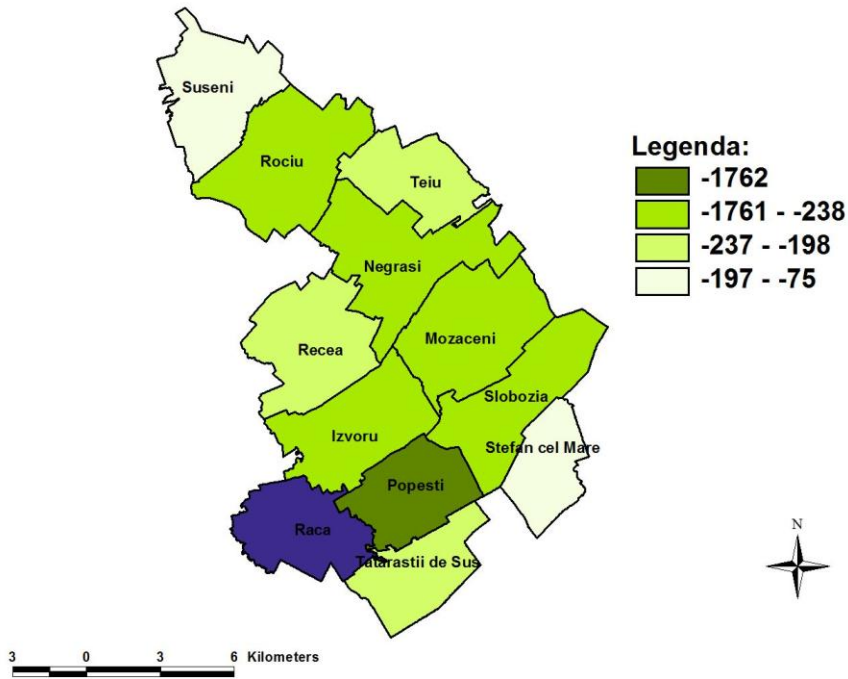 Suseni
Rociu
Teiu
Negrasi
Recea
Mozaceni
Slobozia
Izvoru
Stefan cel Mare
Popesti
Raca
Tatarastii de Sus
Legenda:
-1762
-1761 - -238
-237 - -198
-197 - -75
N
3 0 3 6 Kilometers